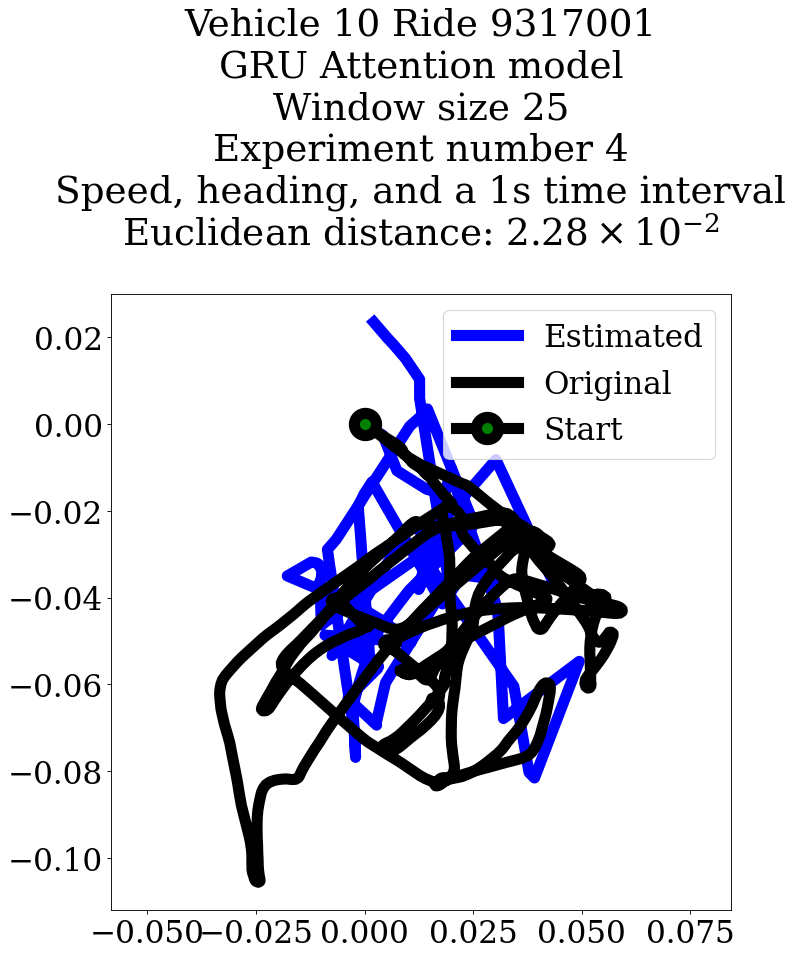 Vehicle 10 Ride 9317001
GRU Attention model
Window size 25
Experiment number 4
Speed, heading, and a 1s time interval
Euclidean distance: 2.28 × 10⁻²
Estimated
Original
Start
0.02
0.00
−0.02
−0.04
−0.06
−0.08
−0.10
−0.050 −0.025 0.000 0.025 0.050 0.075